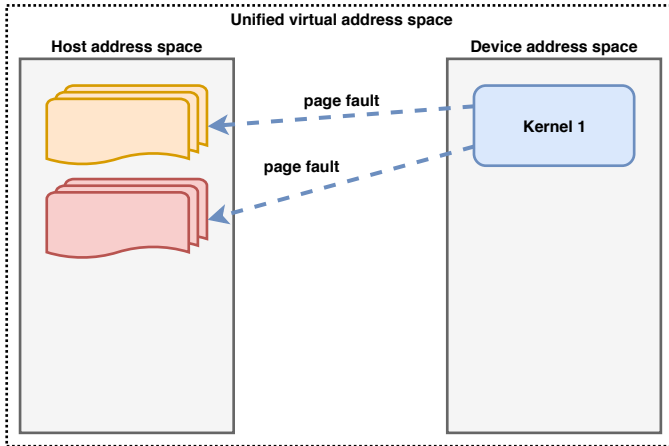 Unified virtual address space
Host address space
Device address space
page fault
Kernel 1
page fault